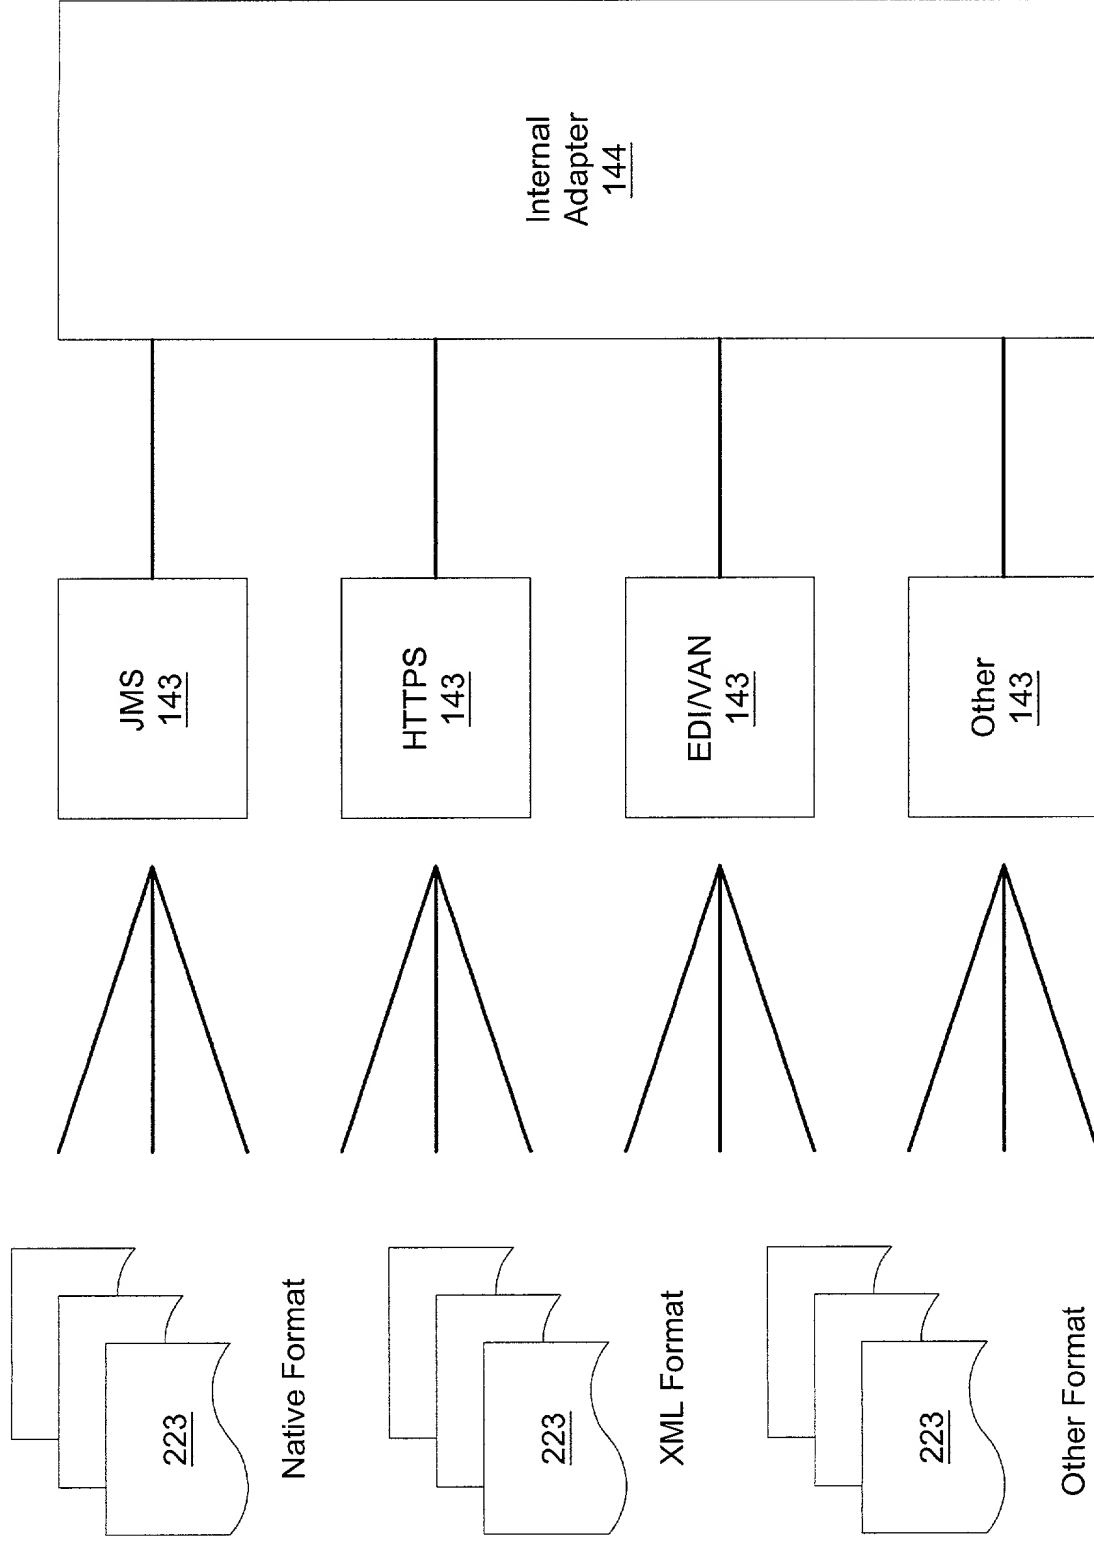 223
Native Format
223
XML Format
223
Other Format
JMS
143
HTTPS
143
EDI/VAN
143
Other
143
Internal
Adapter
144